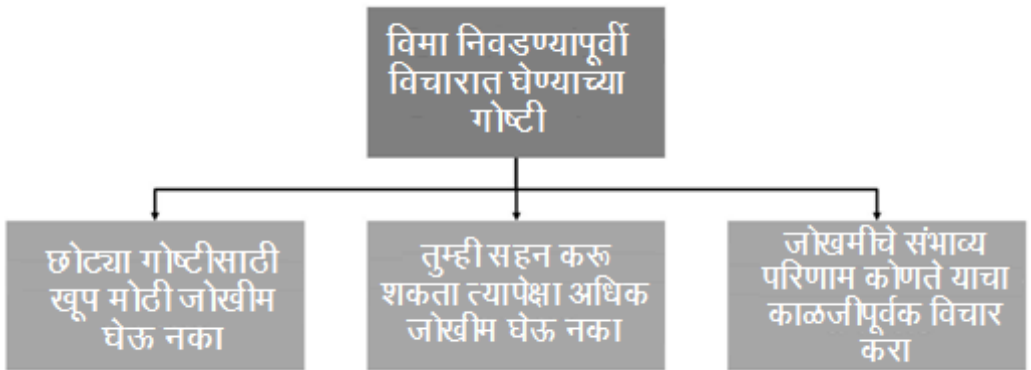 विमा निवडण्यापूर्वी
विचारात घेण्याच्या
गोष्टी
छोट्या गोष्टीसाठी
खूप मोठी जोखीम
घेऊ नका
तुम्ही सहन करू
शकता त्यापेक्षा अधिक
जोखीम घेऊ नका
जोखमीचे संभाव्य
परिणाम कोणते याचा
काळजीपूर्वक विचार
करा